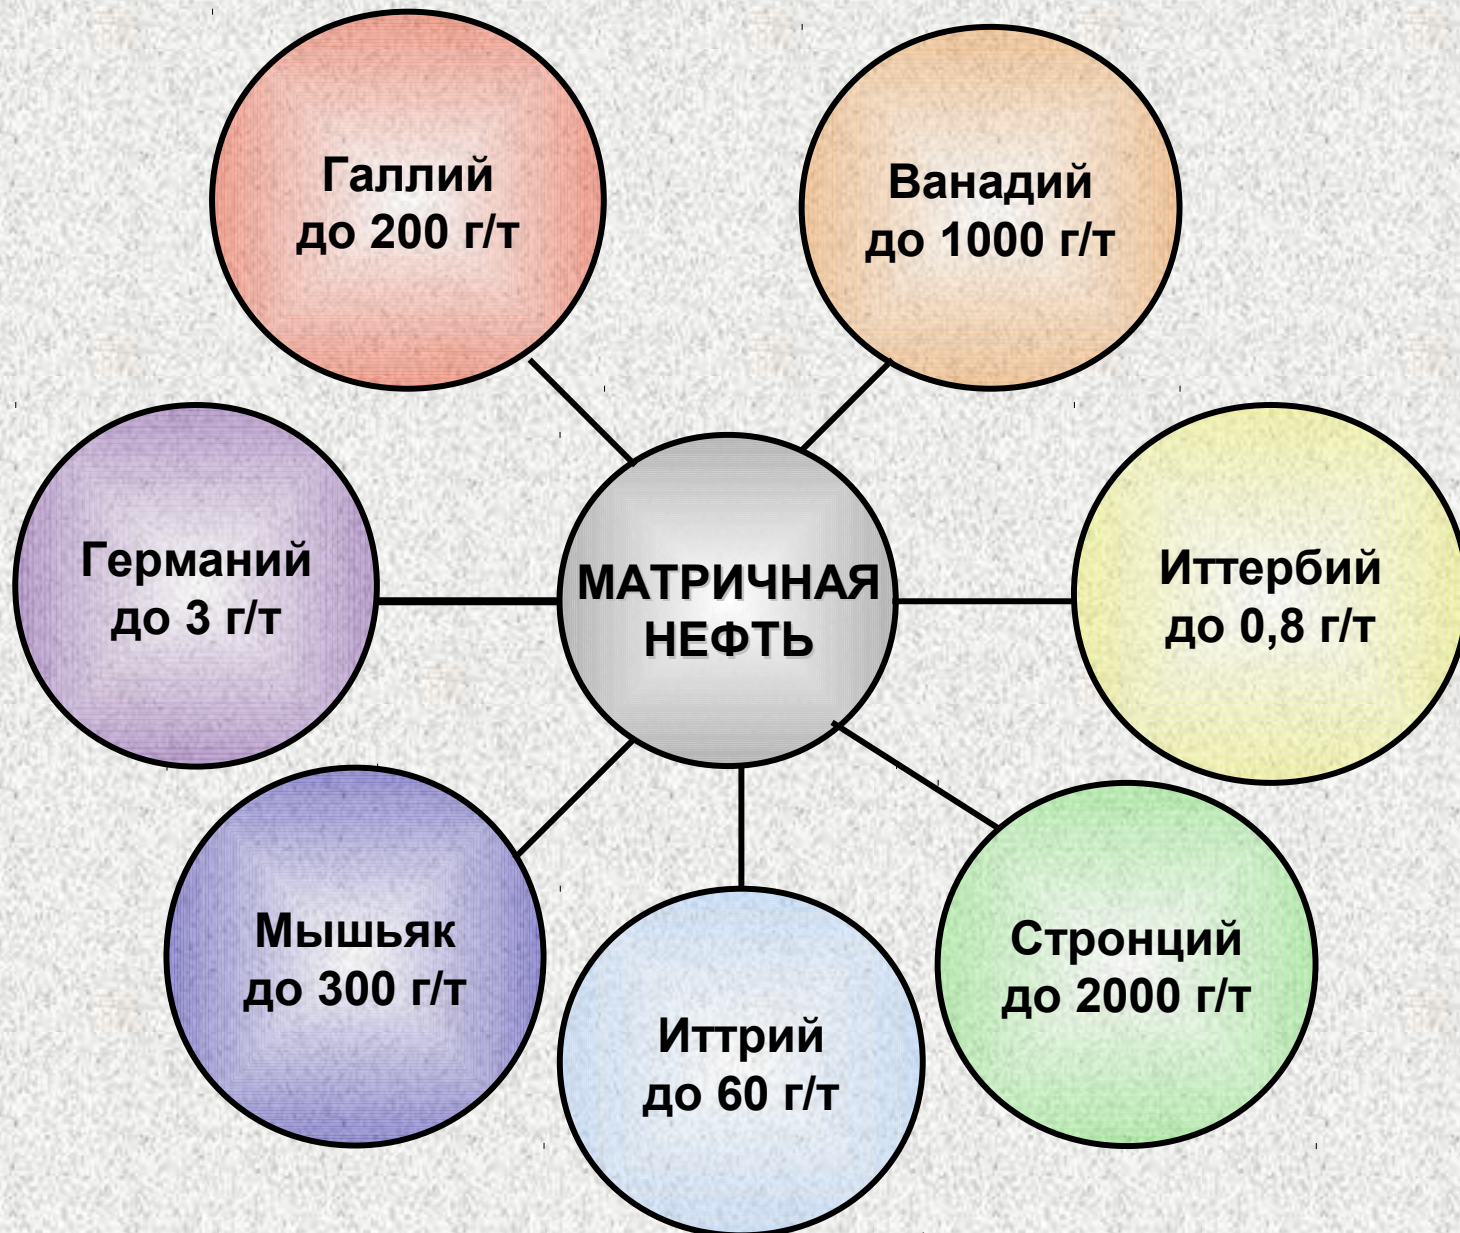 Галлий
до 200 г/т
Ванадий
до 1000 г/т
Германий
до 3 г/т
МАТРИЧНАЯ
НЕФТЬ
Иттербий
до 0,8 г/т
Мышьяк
до 300 г/т
Иттрий
до 60 г/т
Стронций
до 2000 г/т